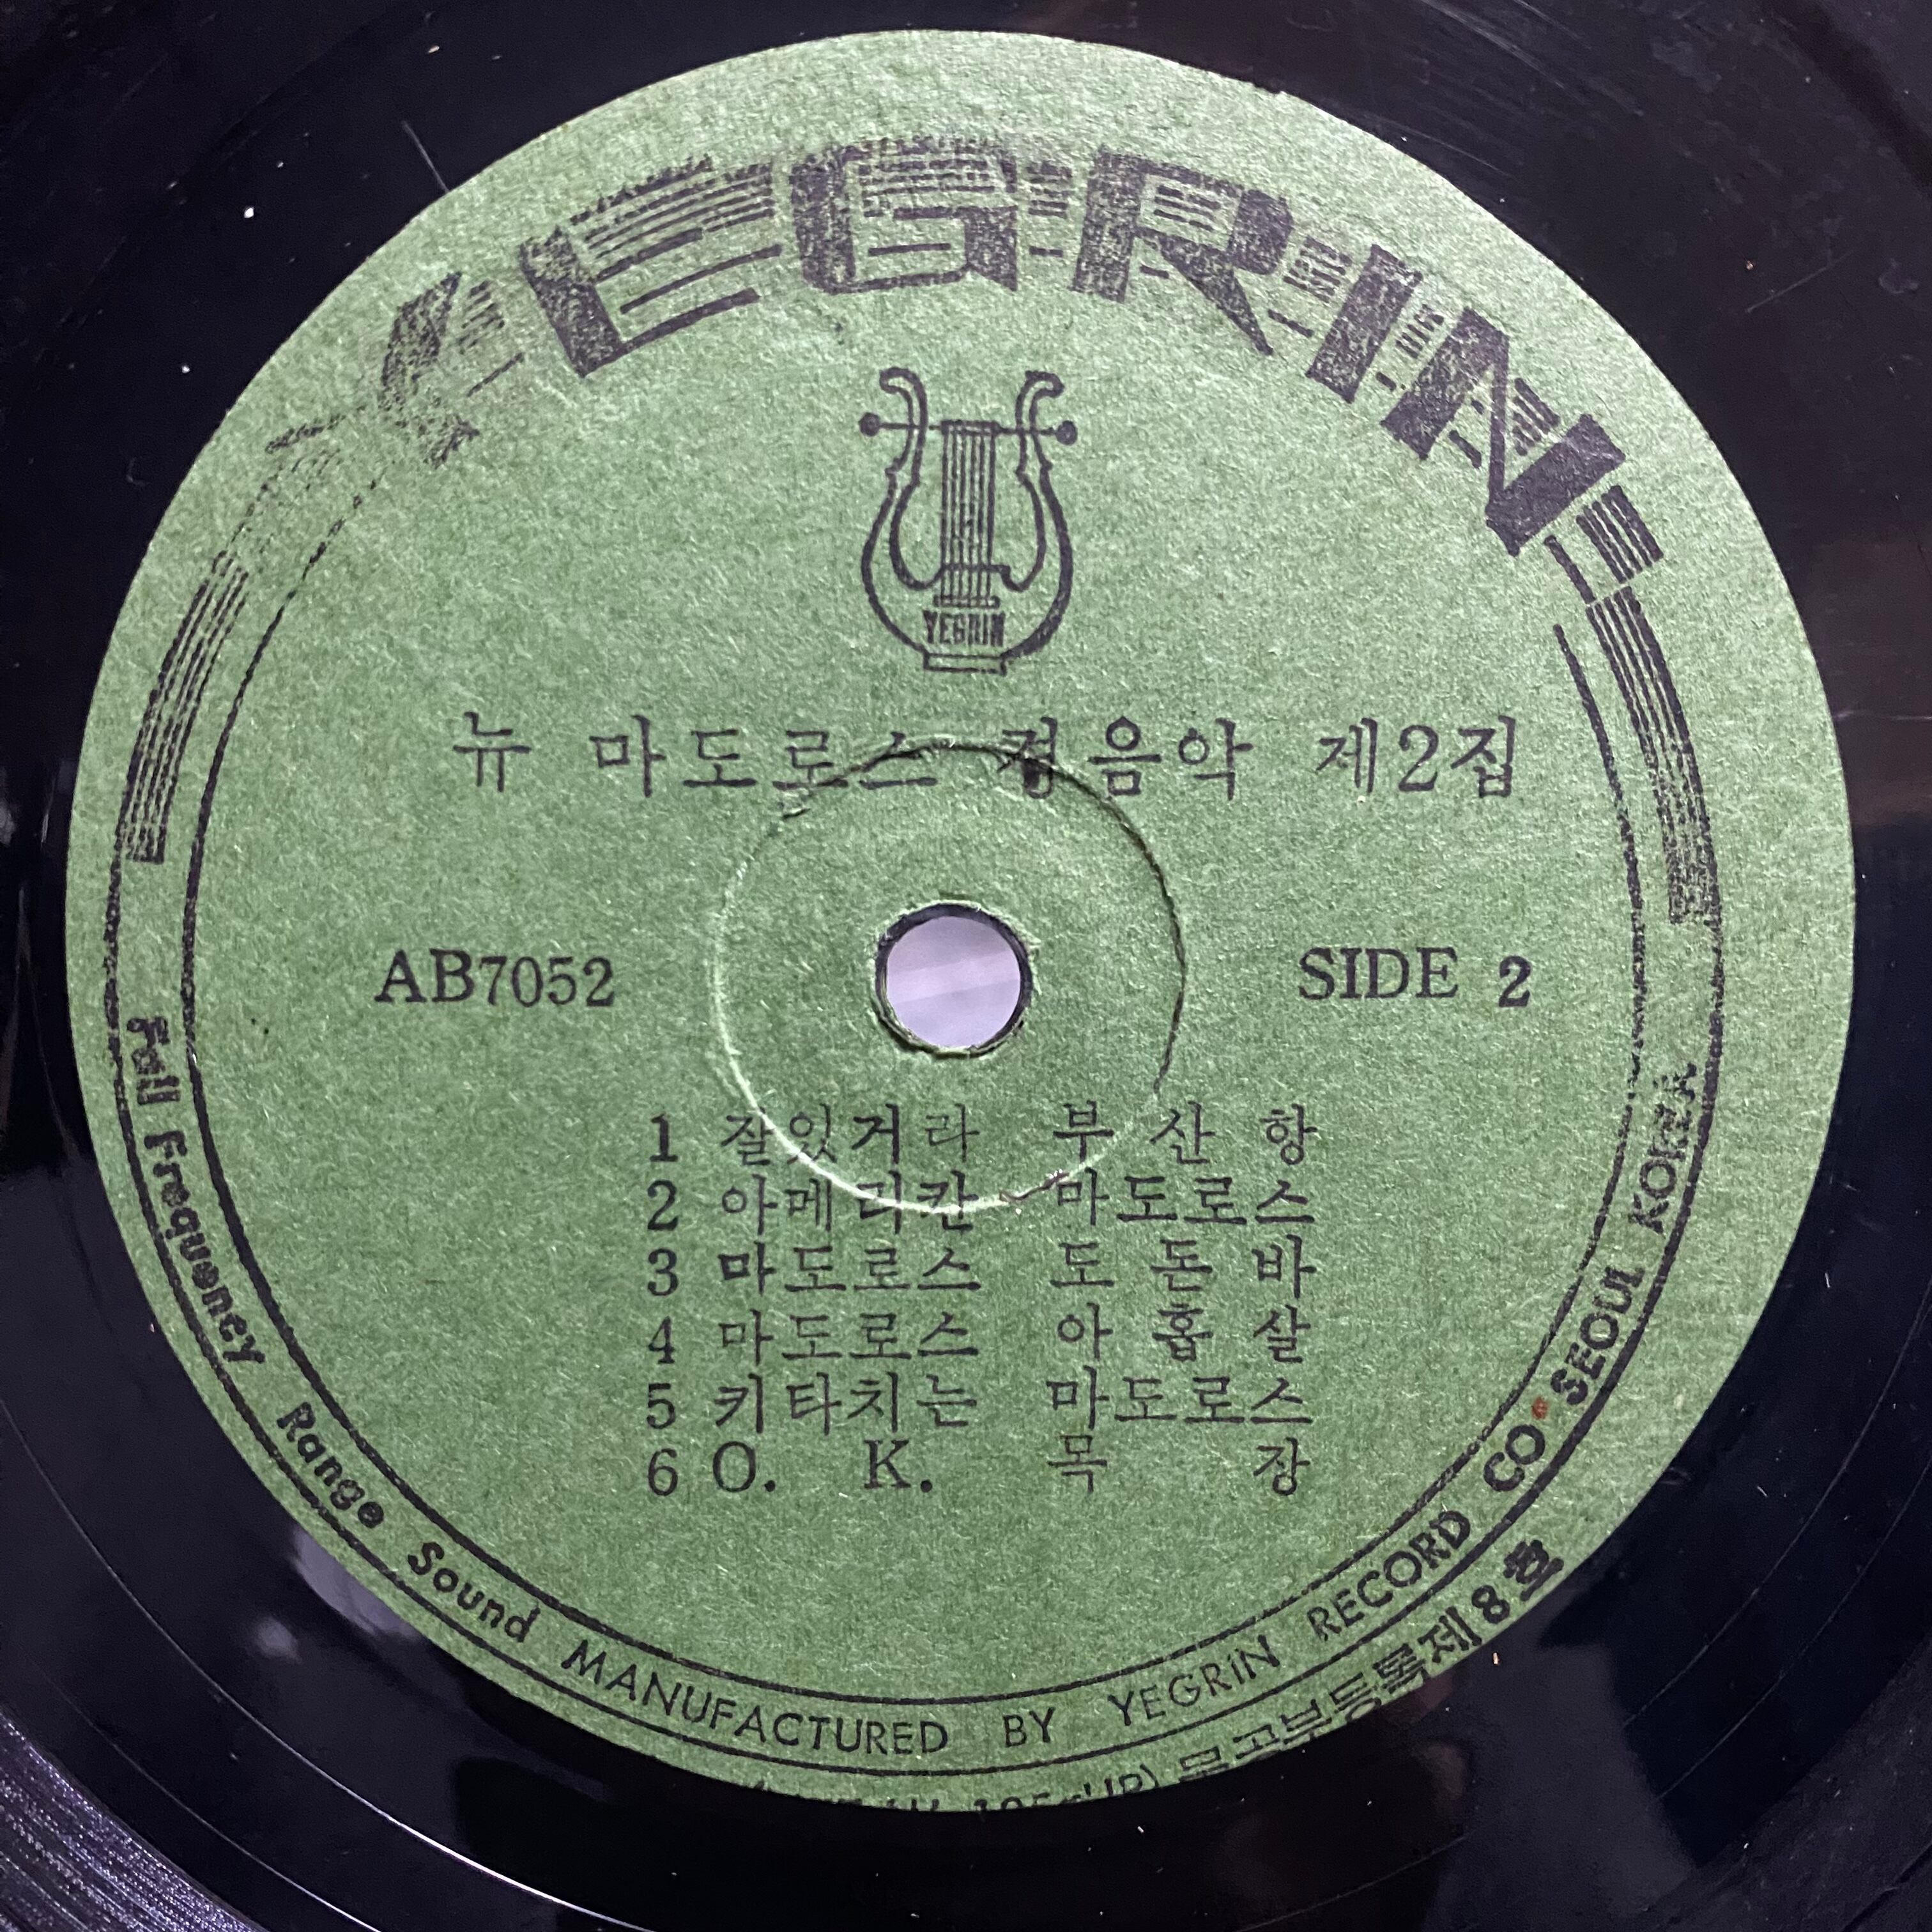 YEGRIN
YEGRIN
뉴 마도로스 경음악 제2집
AB7052
SIDE 2
1 잘있거라 부산항
2 아메리칸 마도로스
3 마도로스 도돈바
4 마도로스 아홉살
5 키타치는 마도로스
6 O. K. 목장
Full Frequency Range Sound MANUFACTURED BY YEGRIN RECORD CO. SEOUL KOREA
문공부등록제8호